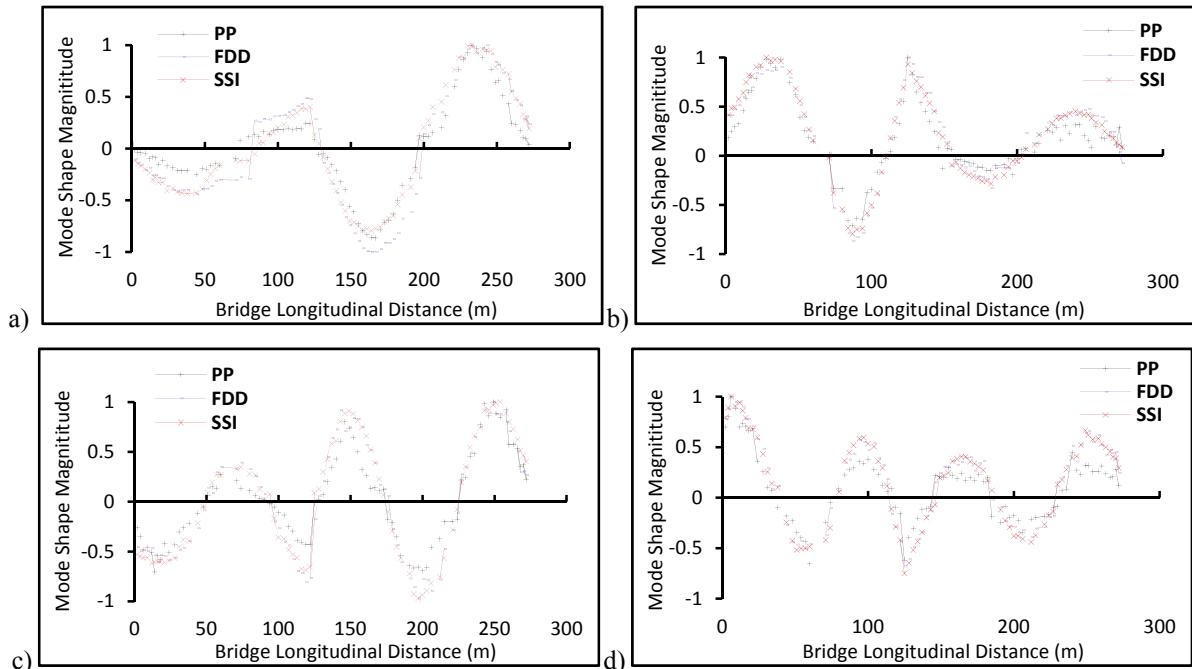 PP
FDD
SSI
1
0.5
0
-0.5
-1
Mode Shape Magnititude
0 50 100 150 200 250 300
Bridge Longitudinal Distance (m)
a)
PP
FDD
SSI
1
0.5
0
-0.5
-1
Mode Shape Magnititude
0 100 200 300
Bridge Longitudinal Distance (m)
b)
PP
FDD
SSI
1
0.5
0
-0.5
-1
Mode Shape Magnititude
0 50 100 150 200 250 300
Bridge Longitudinal Distance (m)
c)
PP
FDD
SSI
1
0.5
0
-0.5
-1
Mode Shape Magnititude
0 100 200 300
Bridge Longitudinal Distance (m)
d)